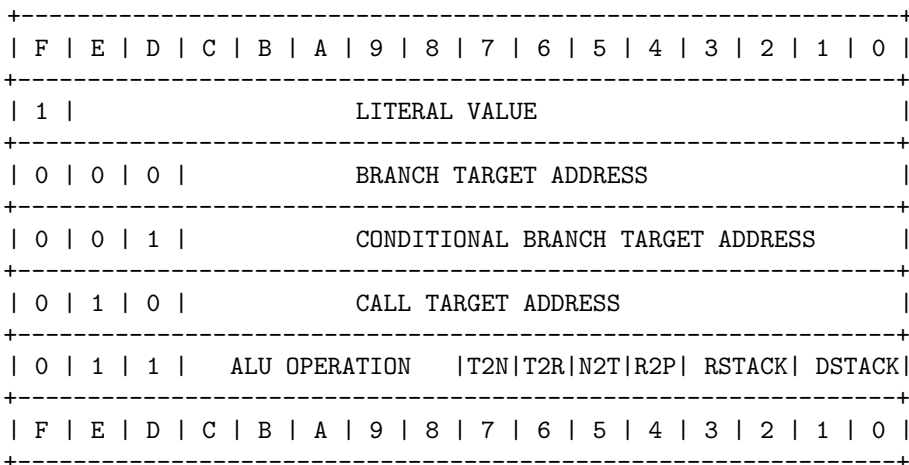 +---------------------------------------------------------------+
| F | E | D | C | B | A | 9 | 8 | 7 | 6 | 5 | 4 | 3 | 2 | 1 | 0 |
+---------------------------------------------------------------+
| 1 |                    LITERAL VALUE                          |
+---------------------------------------------------------------+
| 0 | 0 | 0 |            BRANCH TARGET ADDRESS                  |
+---------------------------------------------------------------+
| 0 | 0 | 1 |            CONDITIONAL BRANCH TARGET ADDRESS      |
+---------------------------------------------------------------+
| 0 | 1 | 0 |            CALL TARGET ADDRESS                    |
+---------------------------------------------------------------+
| 0 | 1 | 1 |   ALU OPERATION   |T2N|T2R|N2T|R2P| RSTACK| DSTACK|
+---------------------------------------------------------------+
| F | E | D | C | B | A | 9 | 8 | 7 | 6 | 5 | 4 | 3 | 2 | 1 | 0 |
+---------------------------------------------------------------+